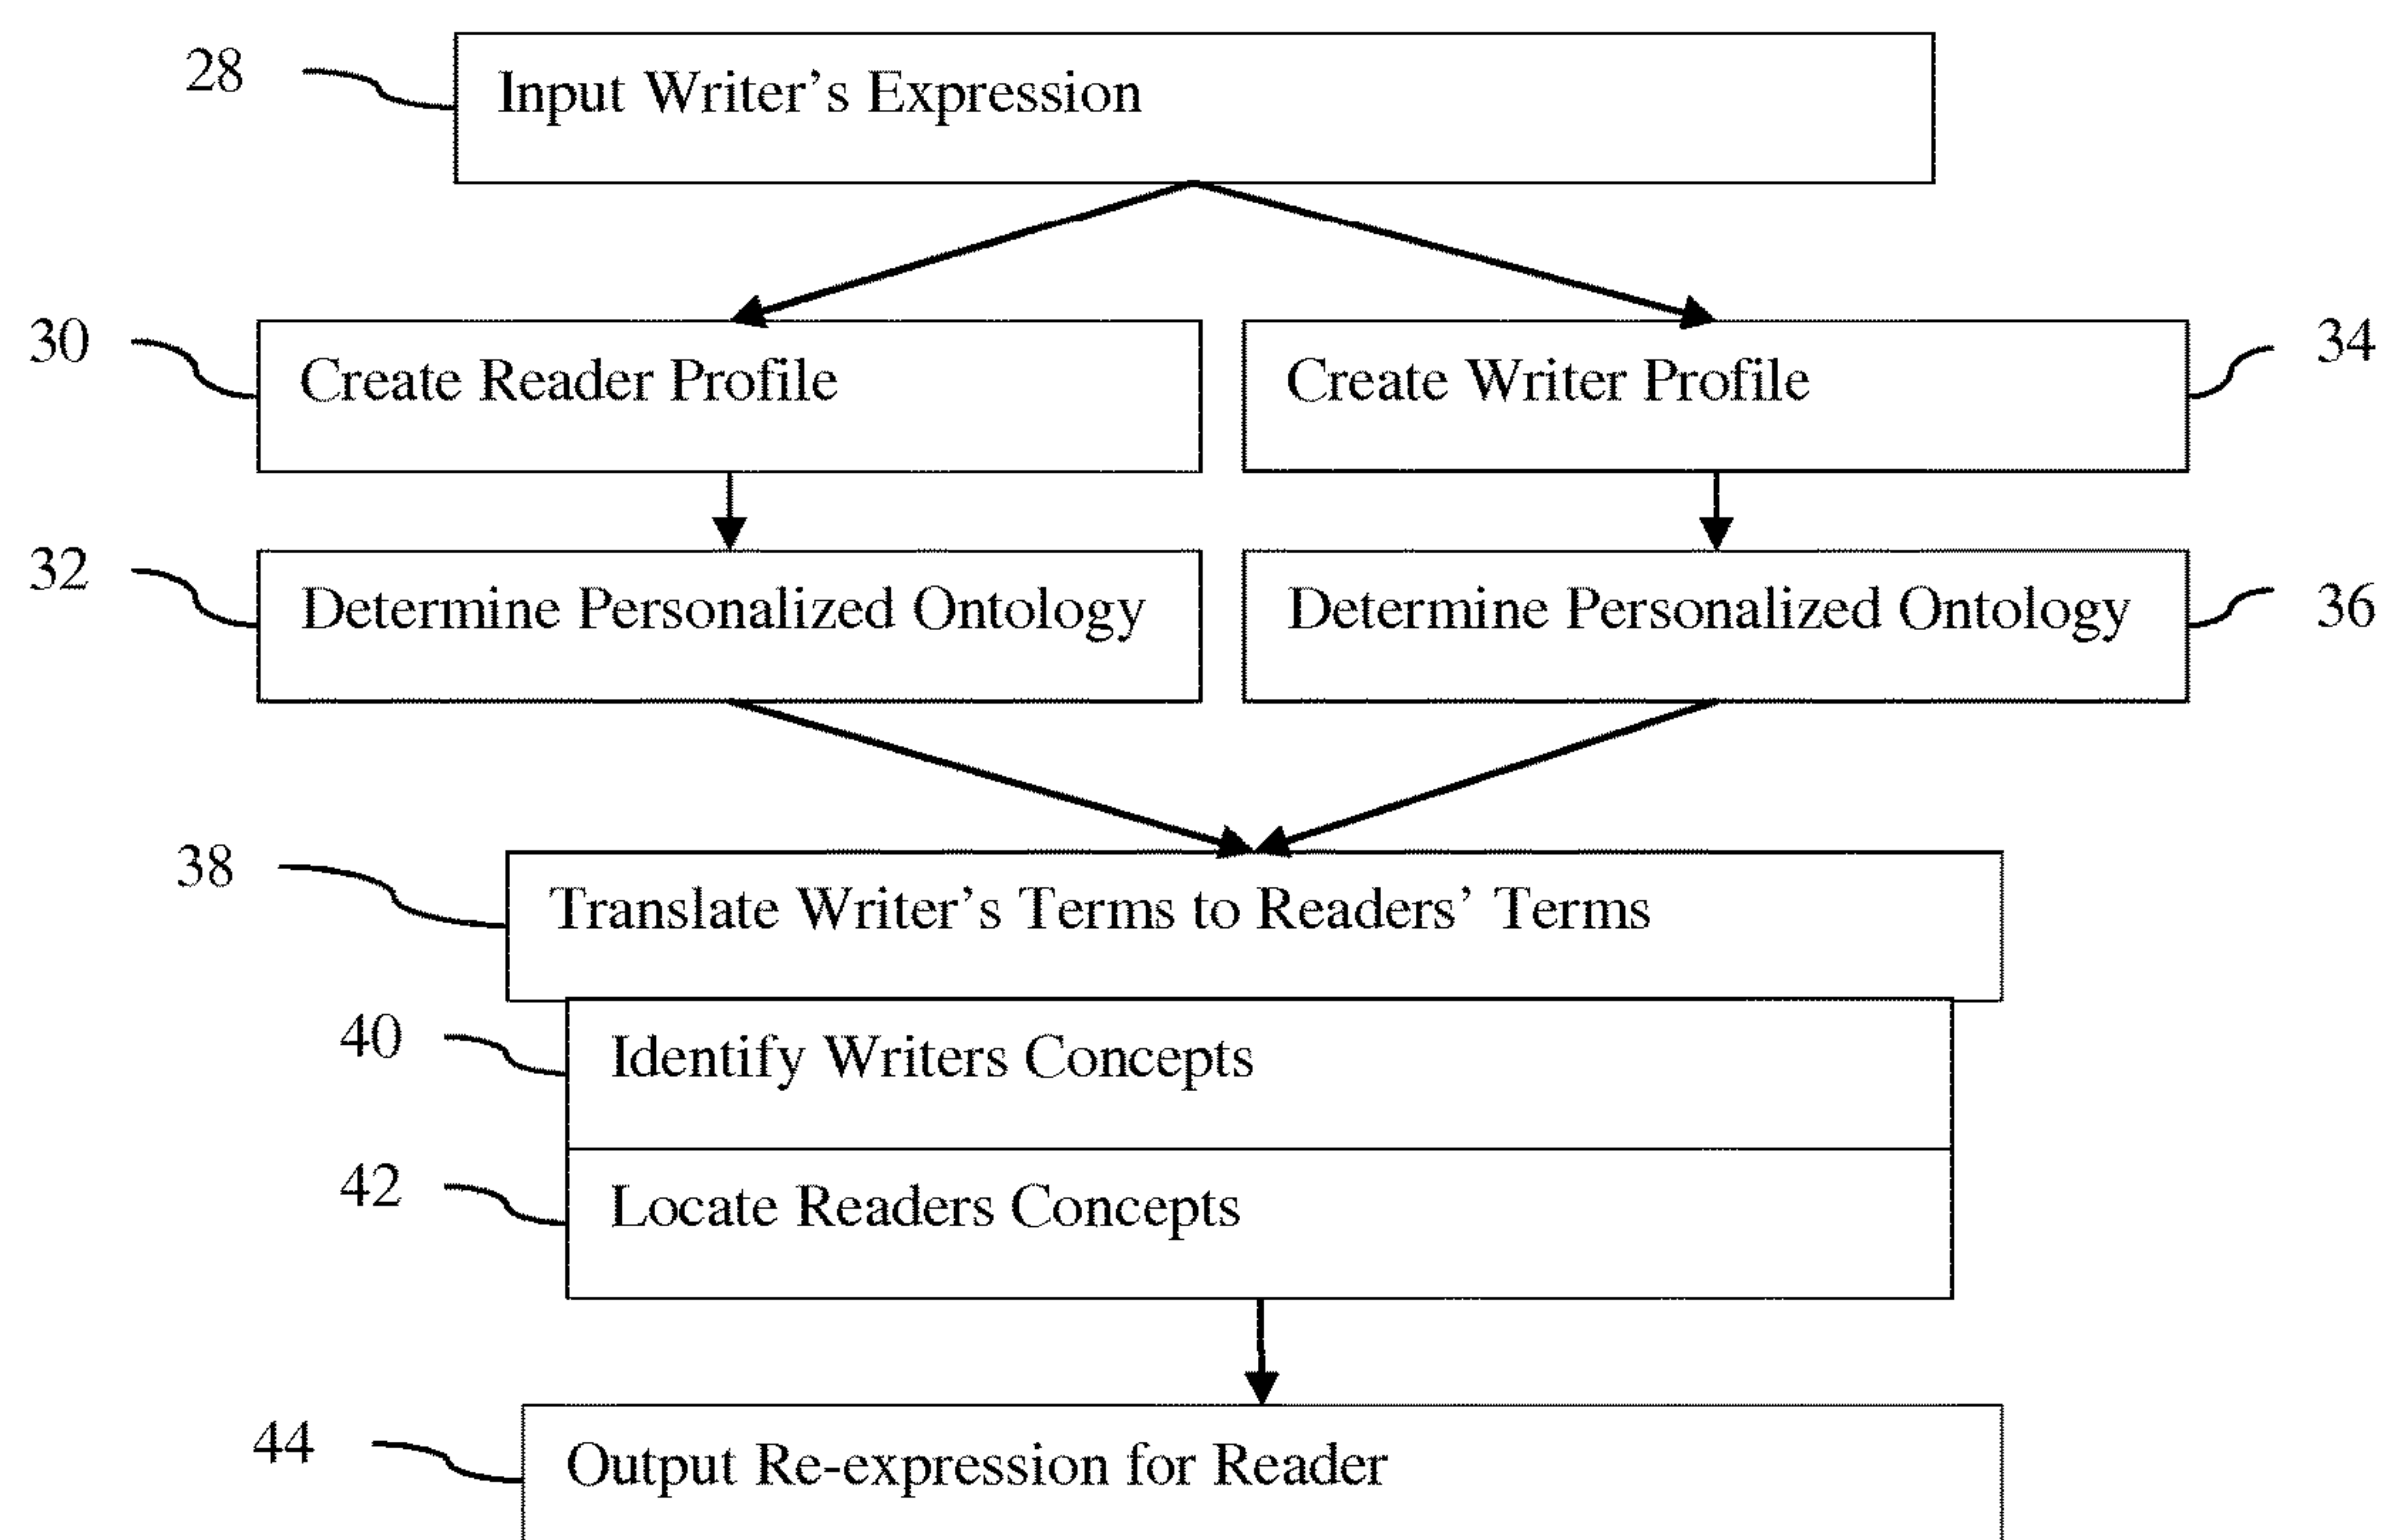 28 Input Writer’s Expression
30 Create Reader Profile Create Writer Profile 34
32 Determine Personalized Ontology Determine Personalized Ontology 36
38 Translate Writer’s Terms to Readers’ Terms
40 Identify Writers Concepts
42 Locate Readers Concepts
44 Output Re-expression for Reader